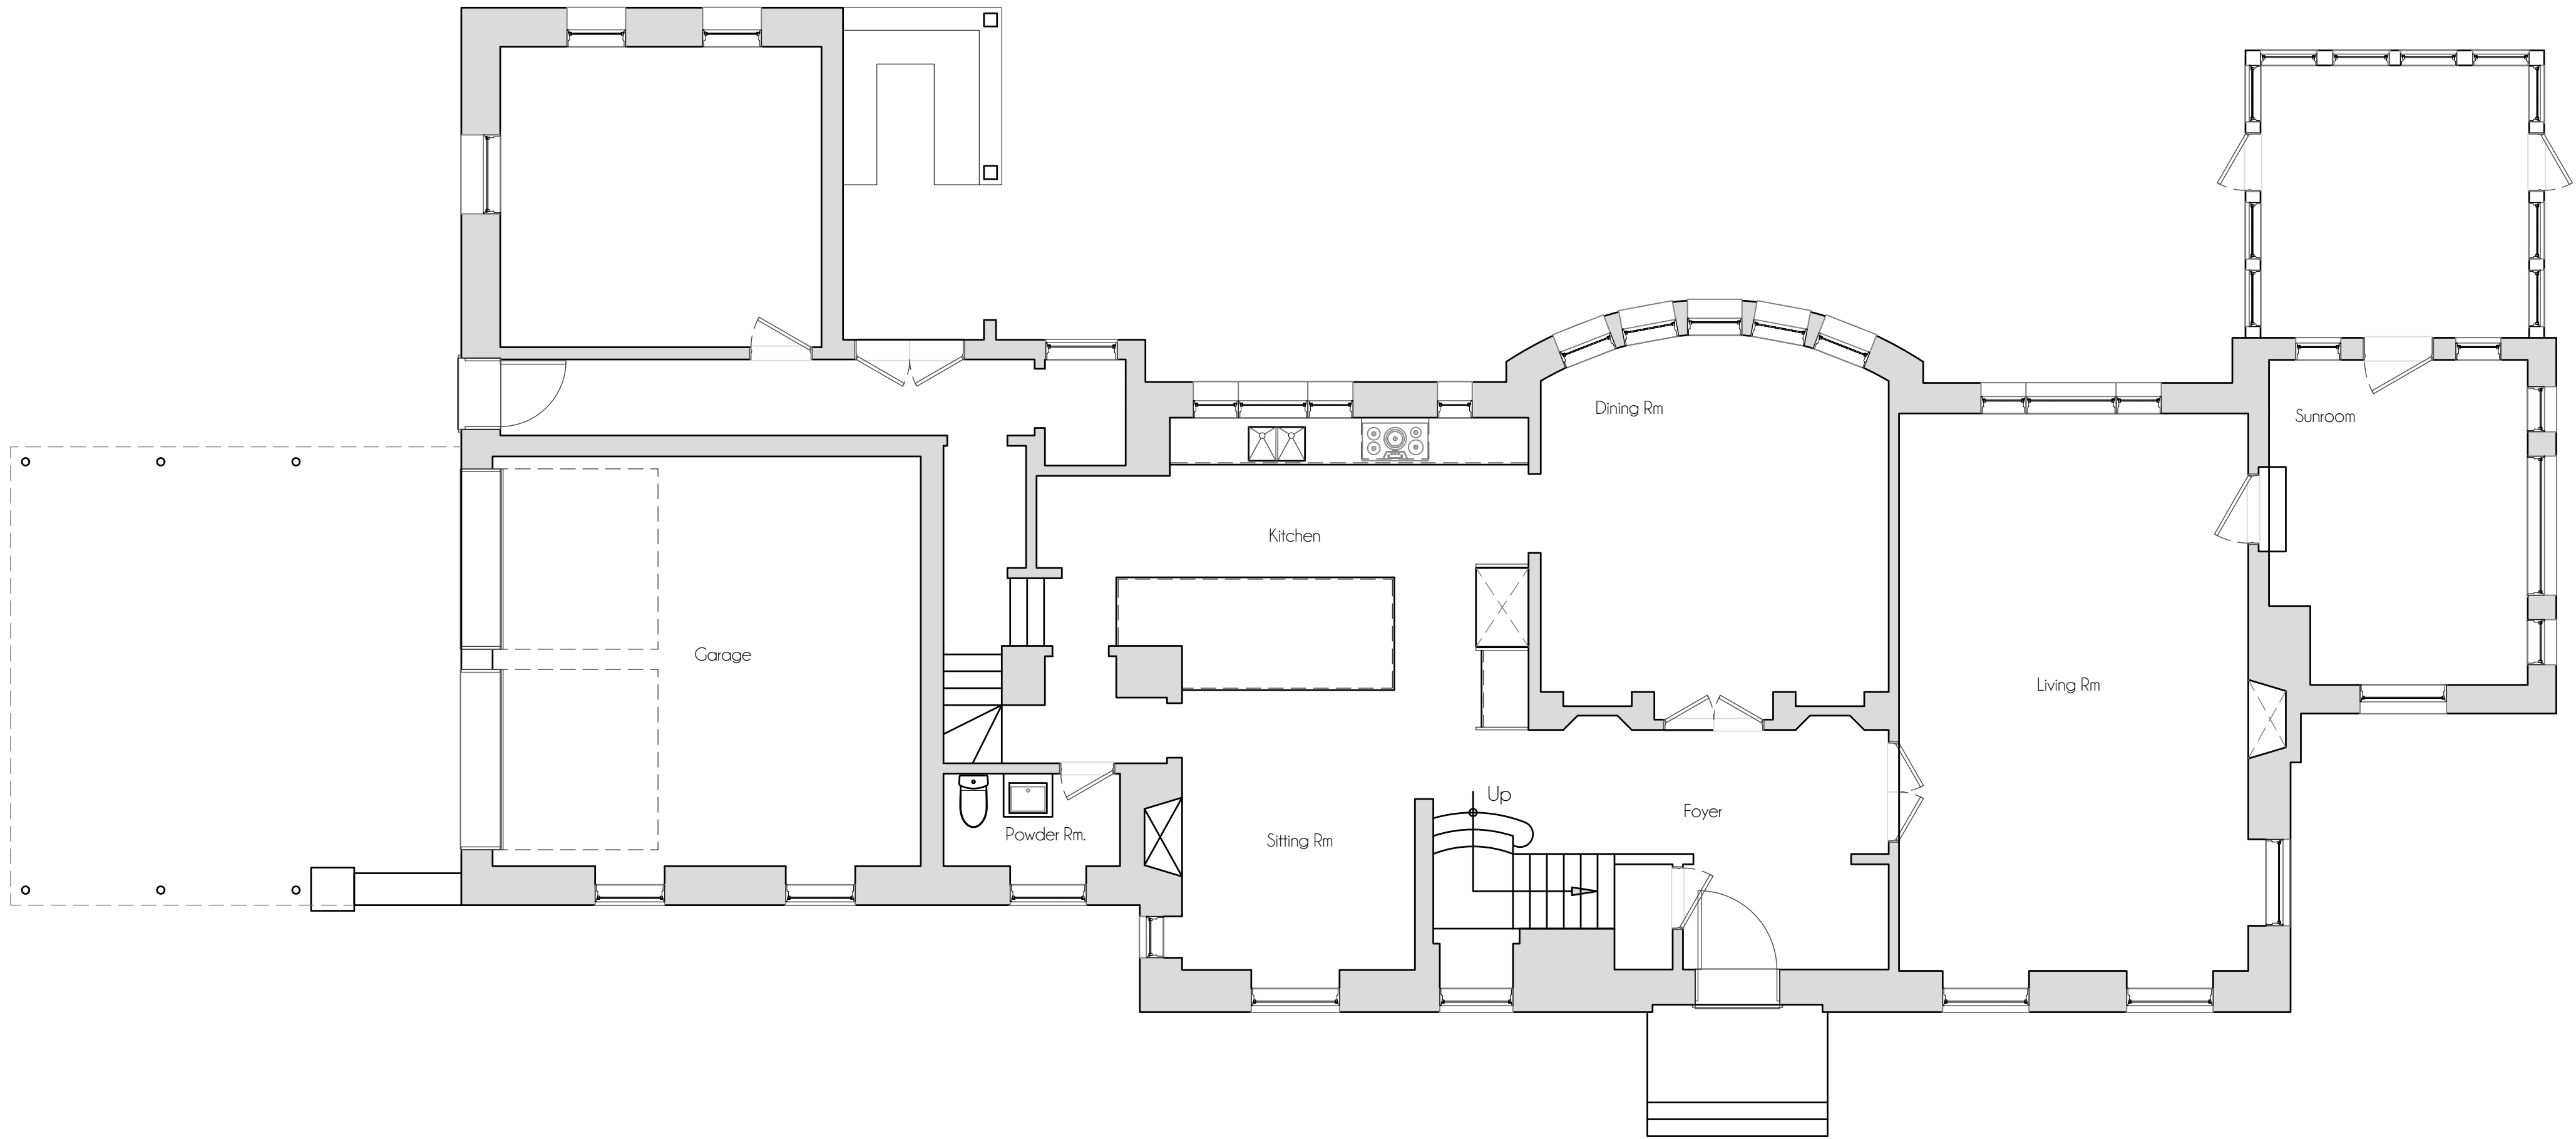 Dining Rm
Sunroom
Kitchen
Garage
Living Rm
Up
Foyer
Powder Rm.
Sitting Rm